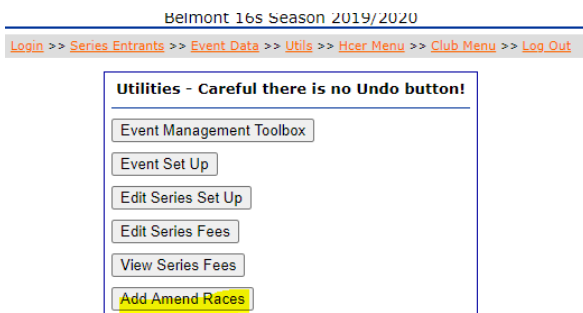 Belmont 16s Season 2019/2020
Login >> Series Entrants >> Event Data >> Utils >> Hcer Menu >> Club Menu >> Log Out
Utilities - Careful there is no Undo button!
Event Management Toolbox
Event Set Up
Edit Series Set Up
Edit Series Fees
View Series Fees
Add Amend Races